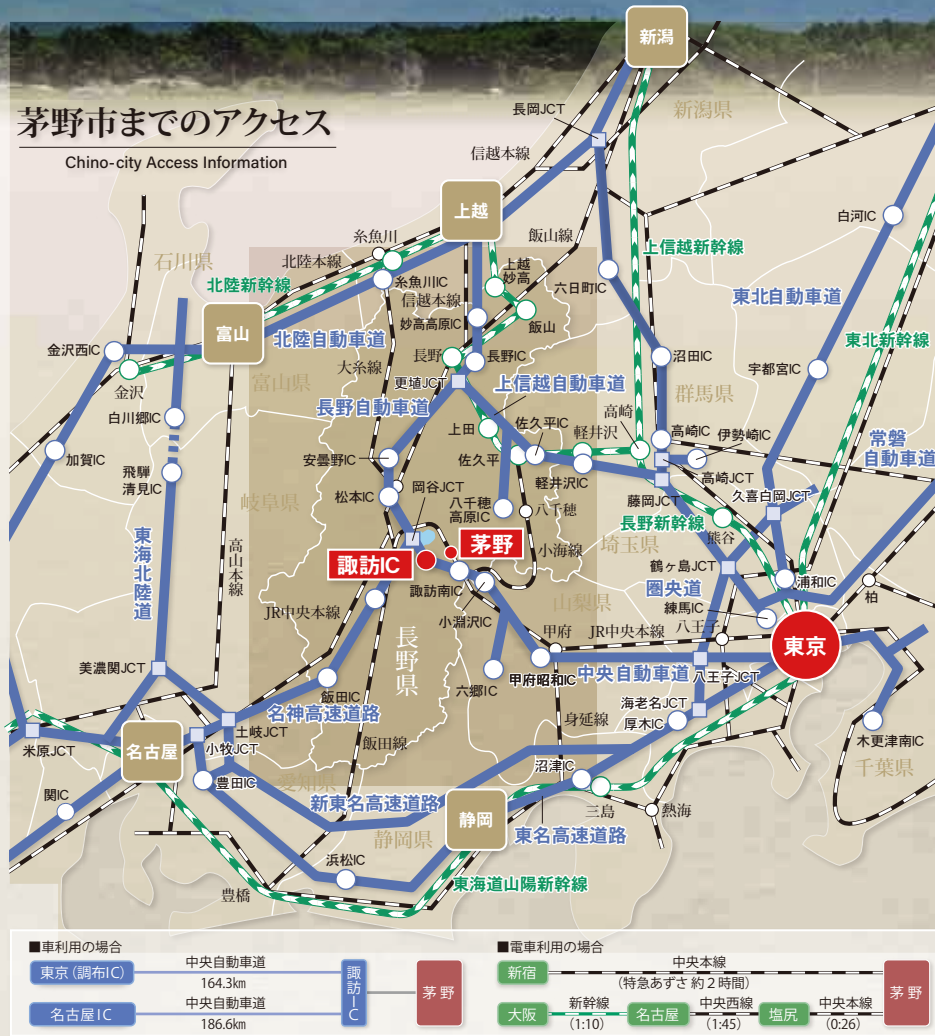 新潟
茅野市までのアクセス
Chino-city Access Information
長岡JCT
新潟県
信越本線
上越
白河IC
糸魚川
飯山線
上信越新幹線
石川県
北陸本線
北陸新幹線
糸魚川IC
上越
妙高
六日町IC
東北自動車道
信越本線
富山
妙高高原IC
飯山
北陸自動車道
東北新幹線
金沢西IC
長野
長野IC
沼田IC
大糸線
宇都宮IC
金沢
富山県
更埴JCT
上信越自動車道
群馬県
白川郷IC
長野自動車道
高崎
上田
佐久平IC
軽井沢
高崎IC
伊勢崎IC
常磐
自動車道
加賀IC
安曇野IC
佐久平
飛騨
清見IC
軽井沢IC
高崎JCT
松本IC
岡谷JCT
藤岡JCT
久喜白岡JCT
岐阜県
八千穂
高原IC
八千穂
長野新幹線
熊谷
東海北陸道
高山本線
茅野
小海線
埼玉県
諏訪IC
鶴ヶ島JCT
浦和IC
諏訪南IC
圏央道
柏
JR中央本線
小淵沢IC
山梨県
練馬IC
八王子
長野県
甲府
JR中央本線
東京
美濃関JCT
六郷IC
甲府昭和IC
中央自動車道
八王子JCT
飯田IC
海老名JCT
名神高速道路
身延線
厚木IC
米原JCT
名古屋
土岐JCT
小牧JCT
飯田線
木更津南IC
千葉県
愛知県
沼津IC
関IC
豊田IC
新東名高速道路
三島
熱海
静岡
静岡県
東名高速道路
浜松IC
東海道山陽新幹線
豊橋
■車利用の場合
東京(調布IC)
中央自動車道
164.3km
名古屋IC
中央自動車道
186.6km
諏訪IC
茅野
■電車利用の場合
新宿
中央本線
(特急あずさ 約2時間)
大阪
新幹線
(1:10)
名古屋
中央西線
(1:45)
塩尻
中央本線
(0:26)
茅野